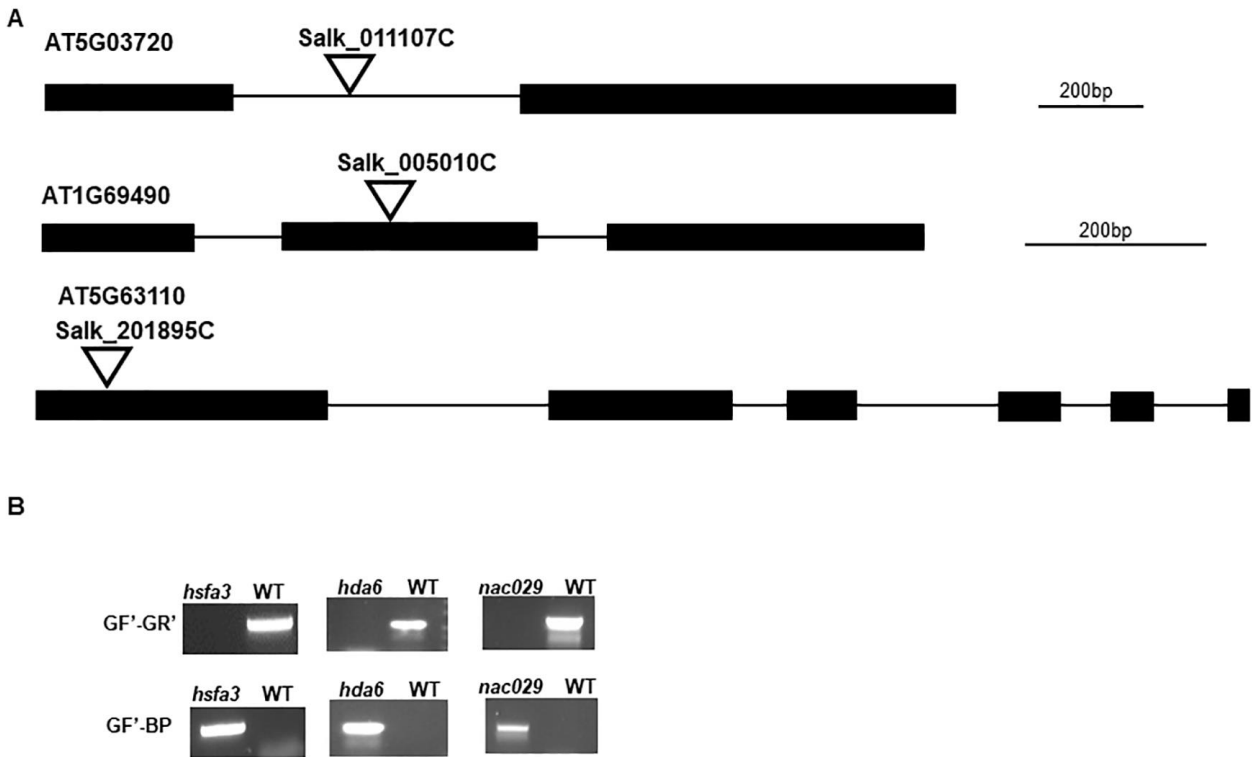 A
AT5G03720
Salk_011107C
200bp
Salk_005010C
AT1G69490
200bp
AT5G63110
Salk_201895C
B
hsfa3 WT
hda6 WT
nac029 WT
GF'-GR'
hsfa3 WT
hda6 WT
nac029 WT
GF'-BP